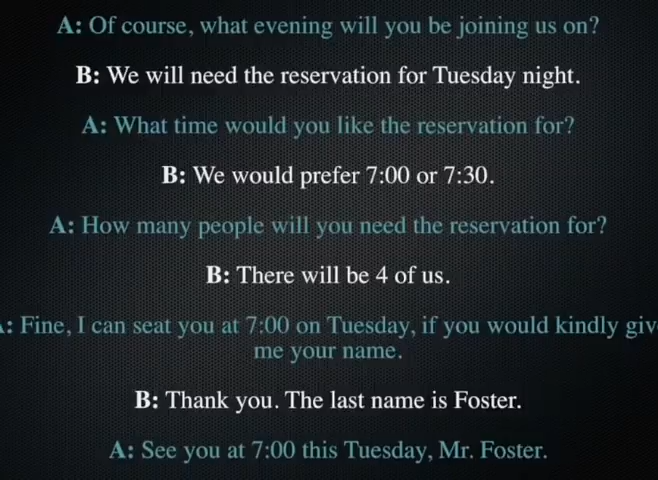 A: Of course, what evening will you be joining us on?
B: We will need the reservation for Tuesday night.
A: What time would you like the reservation for?
B: We would prefer 7:00 or 7:30.
A: How many people will you need the reservation for?
B: There will be 4 of us.
: Fine, I can seat you at 7:00 on Tuesday, if you would kindly giv
me your name.
B: Thank you. The last name is Foster.
A: See you at 7:00 this Tuesday, Mr. Foster.